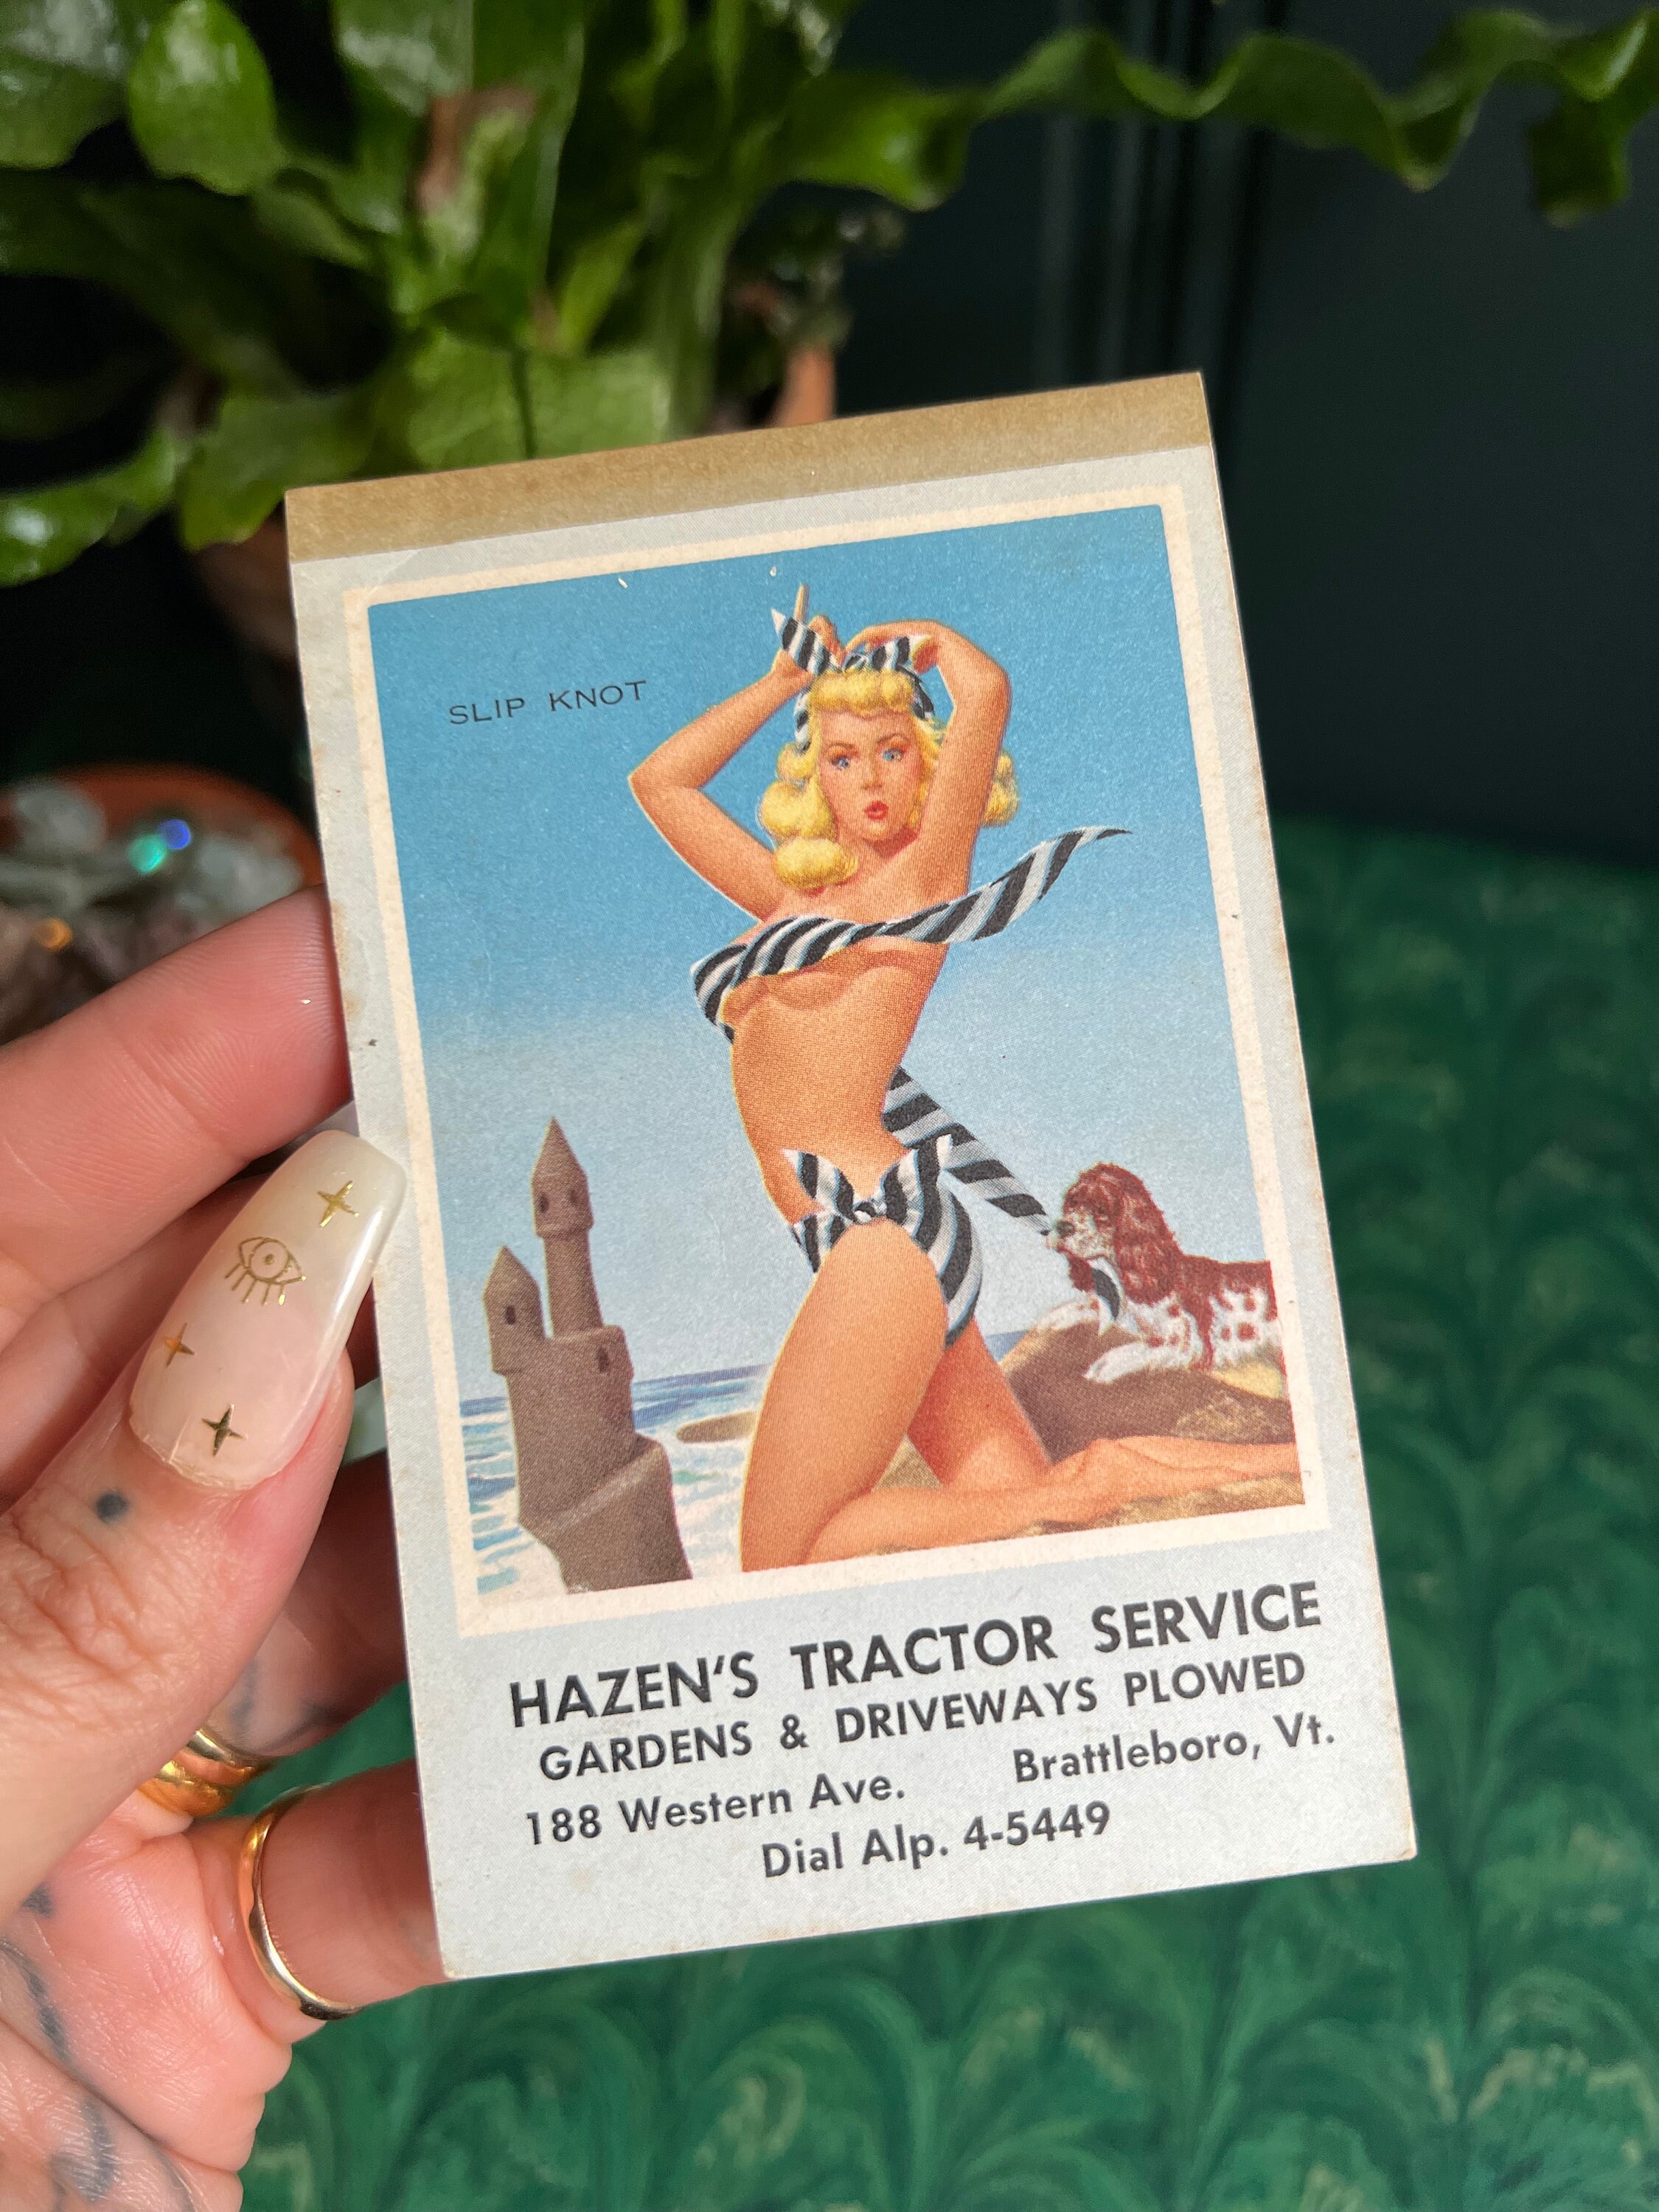 SLIP KNOT
HAZEN'S TRACTOR SERVICE
GARDENS & DRIVEWAYS PLOWED
188 Western Ave. Brattleboro, Vt.
Dial Alp. 4-5449